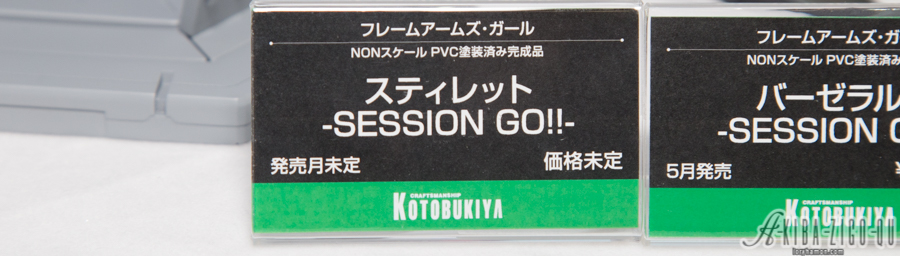 フレームアームズ・ガール
NONスケール PVC塗装済み完成品
スティレット
-SESSION GO!!-
発売月未定
価格未定
CRAFTSMANSHIP
KOTOBUKIYA
フレームアームズ・ガ
NONスケール PVC塗装済み
バーゼラル
-SESSION G
5月発売
CRAFTSMANSHIP
KOTOBUKIYA
AKIBA-ZIGO-QU